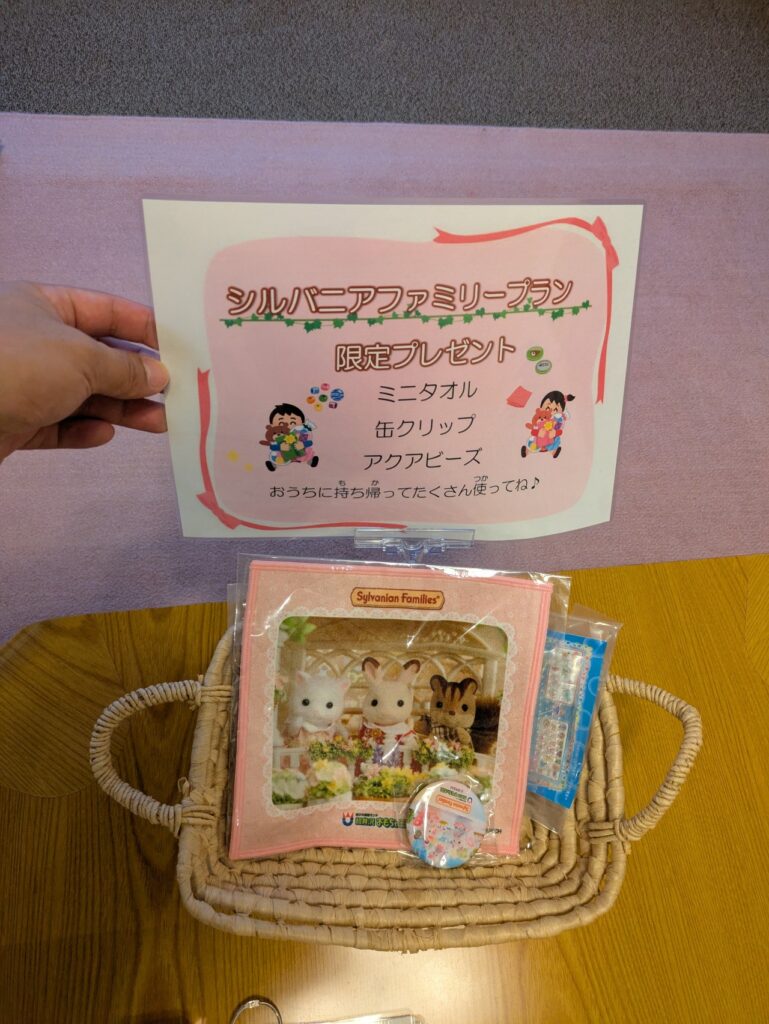 シルバニアファミリープラン
限定プレゼント
ミニタオル
缶クリップ
アクアビーズ
おうちに持ち帰ってたくさん使ってね♪
Sylvanian Families